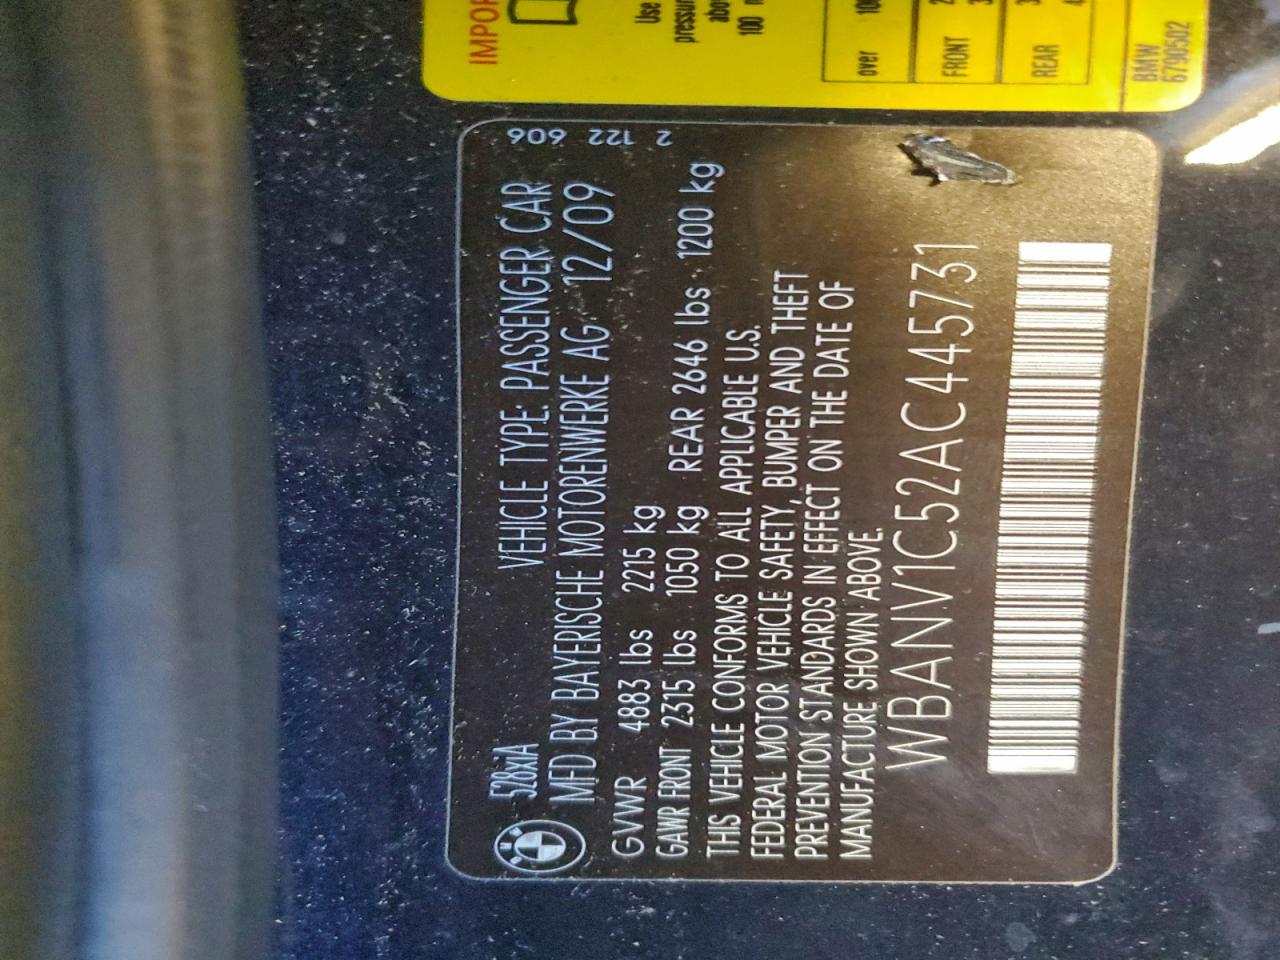 528xiA VEHICLE TYPE: PASSENGER CAR
MFD BY BAYERISCHE MOTORENWERKE AG 12/09
GVWR 4883 lbs 2215 kg
GAWR FRONT 2315 lbs 1050 kg REAR 2646 lbs 1200 kg
THIS VEHICLE CONFORMS TO ALL APPLICABLE U.S.
FEDERAL MOTOR VEHICLE SAFETY, BUMPER AND THEFT
PREVENTION STANDARDS IN EFFECT ON THE DATE OF
MANUFACTURE SHOWN ABOVE.
WBANV1C52AC445731
2 122 606
Use
over
FRONT
REAR
BMW
6790502